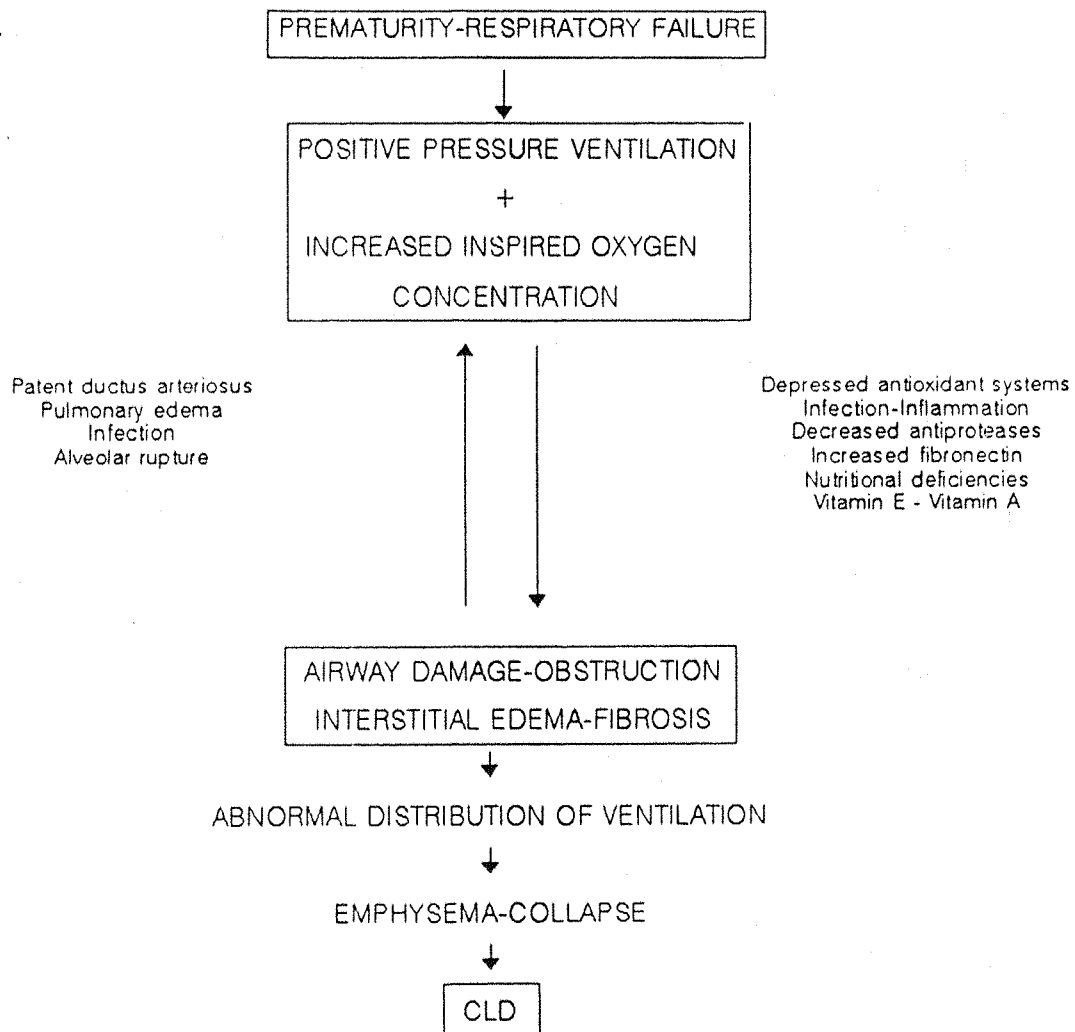 PREMATURITY-RESPIRATORY FAILURE
POSITIVE PRESSURE VENTILATION
+
INCREASED INSPIRED OXYGEN
CONCENTRATION
Patent ductus arteriosus
Pulmonary edema
Infection
Alveolar rupture
Depressed antioxidant systems
Infection-Inflammation
Decreased antiproteases
Increased fibronectin
Nutritional deficiencies
Vitamin E - Vitamin A
AIRWAY DAMAGE-OBSTRUCTION
INTERSTITIAL EDEMA-FIBROSIS
ABNORMAL DISTRIBUTION OF VENTILATION
EMPHYSEMA-COLLAPSE
CLD